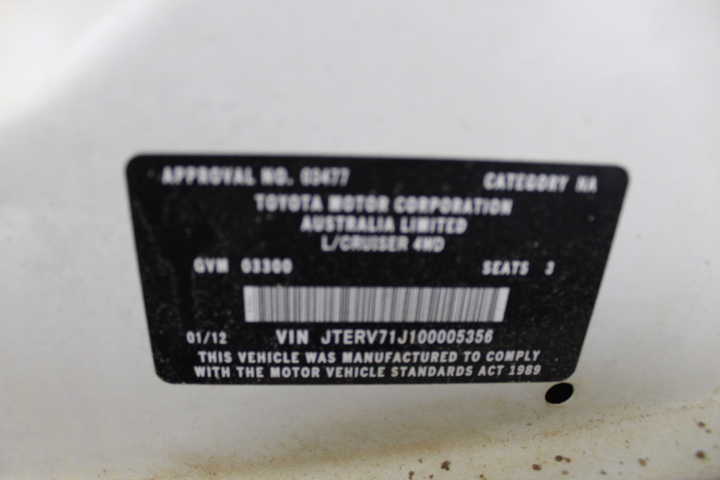 APPROVAL NO. 03477 CATEGORY NA
TOYOTA MOTOR CORPORATION
AUSTRALIA LIMITED
L/CRUISER 4WD
GVM 03300 SEATS 3
01/12 VIN JTERV71J100005356
THIS VEHICLE WAS MANUFACTURED TO COMPLY
WITH THE MOTOR VEHICLE STANDARDS ACT 1989